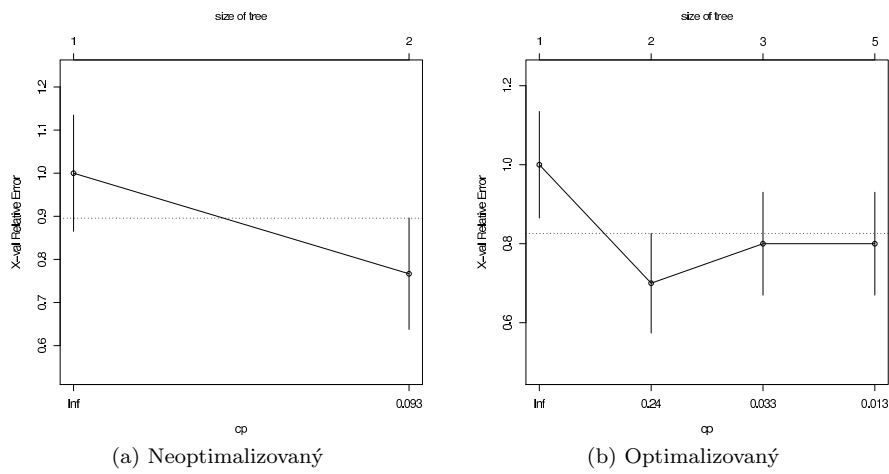 size of tree
1 2
X-val Relative Error
1.2
1.1
1.0
0.9
0.8
0.7
0.6
Inf 0.093
cp
(a) Neoptimalizovaný
size of tree
1 2 3 5
X-val Relative Error
1.2
1.0
0.8
0.6
Inf 0.24 0.033 0.013
cp
(b) Optimalizovaný